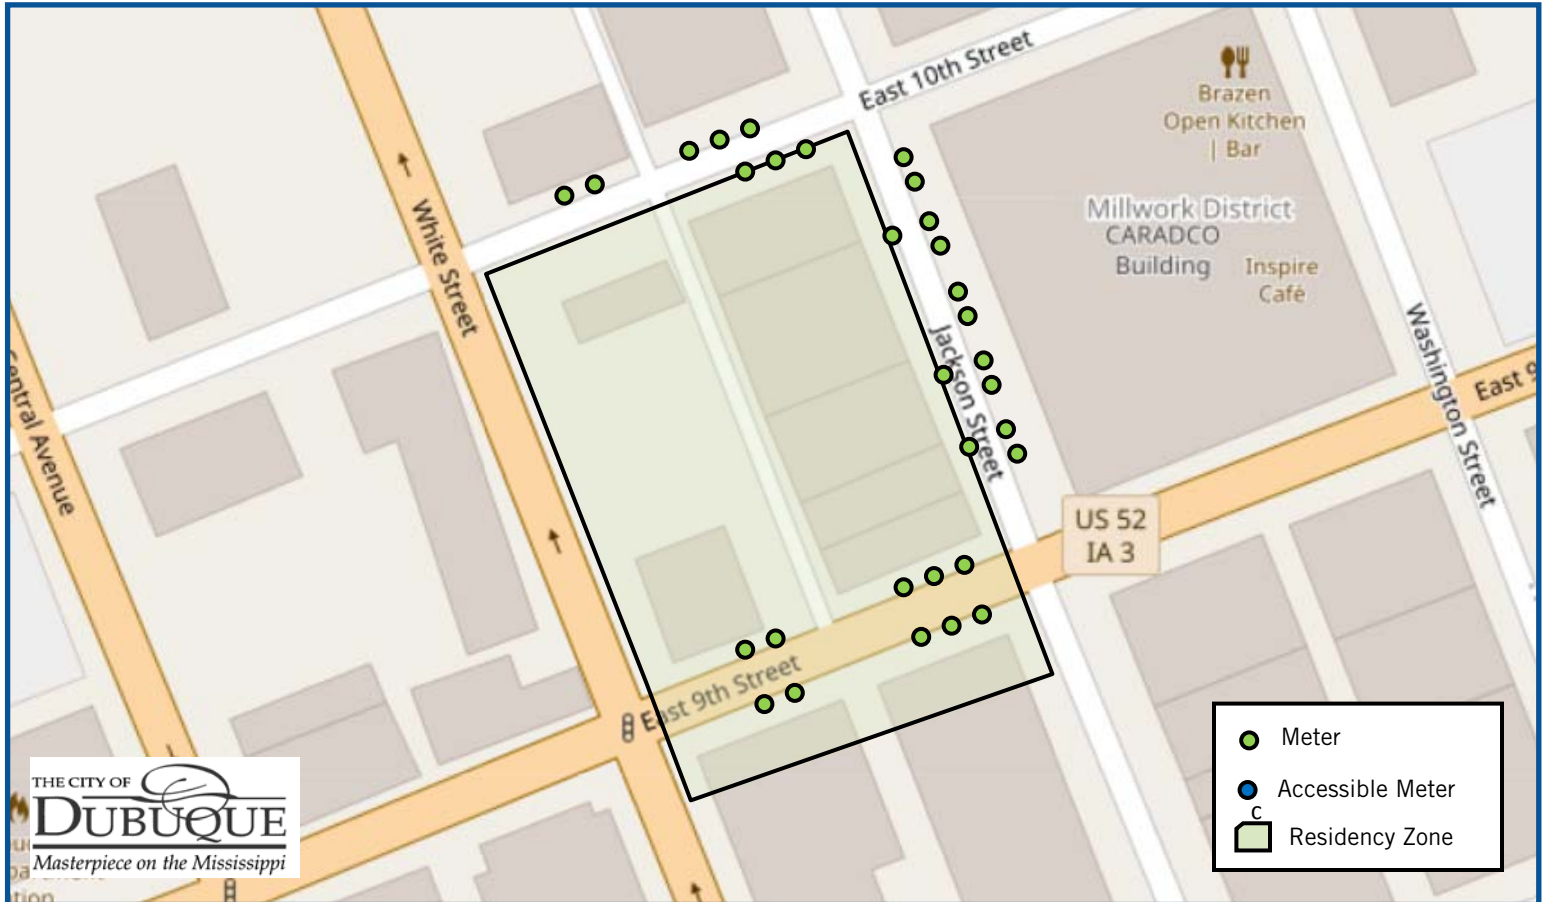 East 10th Street
Brazen
Open Kitchen
| Bar
Millwork District
CARADCO
Building
Inspire
Café
White Street
Jackson Street
Washington Street
Central Avenue
East 9
US 52
IA 3
East 9th Street
Meter
Accessible Meter
C
Residency Zone
THE CITY OF
DUBUQUE
Masterpiece on the Mississippi